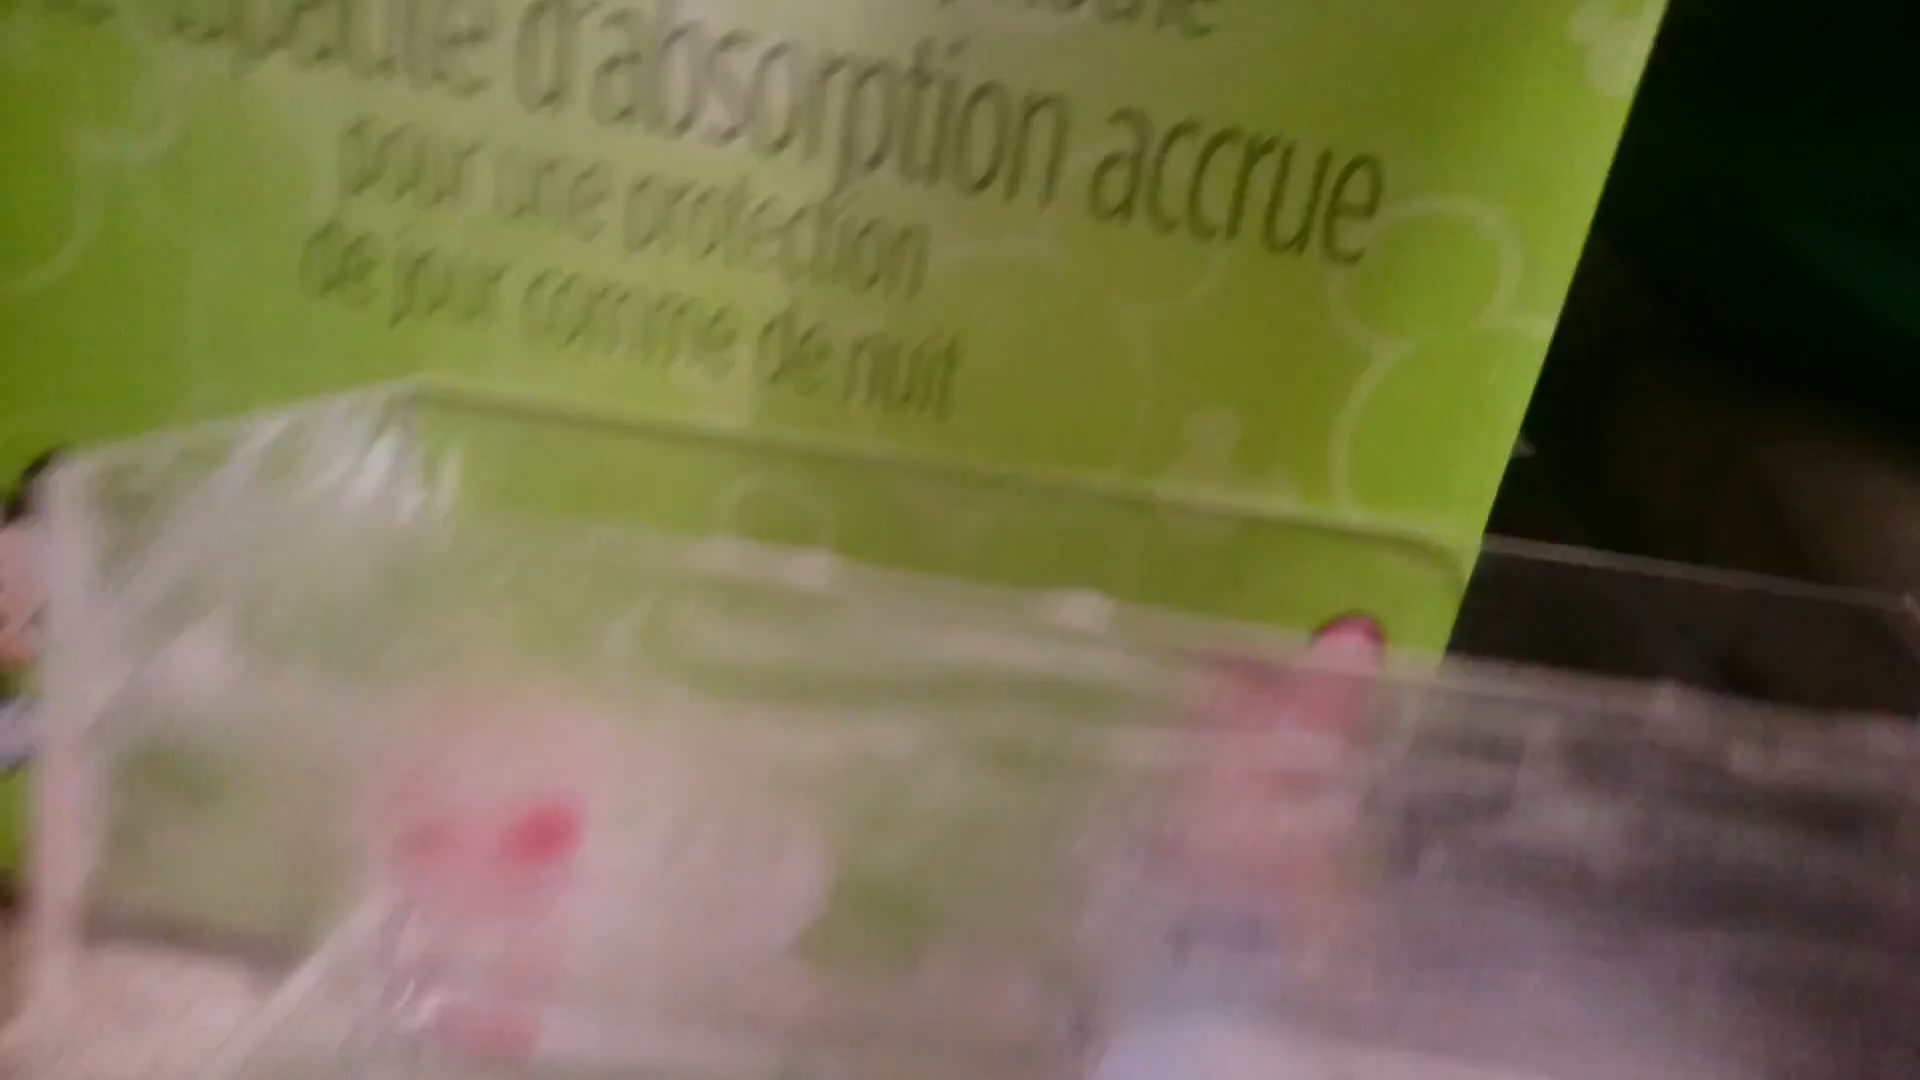 d'absorption accrue
pour une protection
de jour comme de nuit